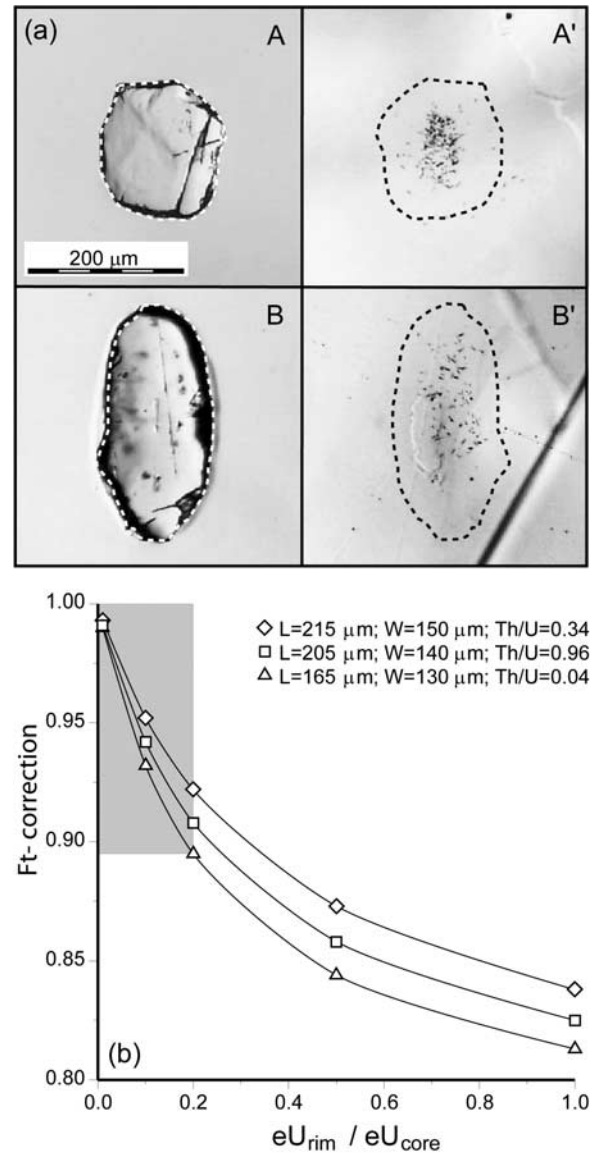 (a)
A
A'
200 μm
B
B'
1.00
0.95
0.90
0.85
0.80
Ft- correction
L=215 μm; W=150 μm; Th/U=0.34
L=205 μm; W=140 μm; Th/U=0.96
L=165 μm; W=130 μm; Th/U=0.04
(b)
0.0 0.2 0.4 0.6 0.8 1.0
eUrim / eUcore